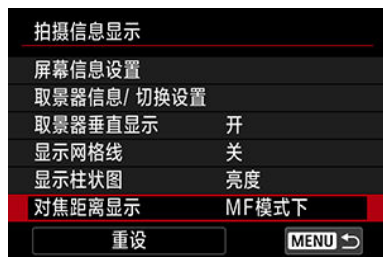 拍摄信息显示
屏幕信息设置
取景器信息/ 切换设置
取景器垂直显示 开
显示网格线 关
显示柱状图 亮度
对焦距离显示 MF模式下
重设 MENU